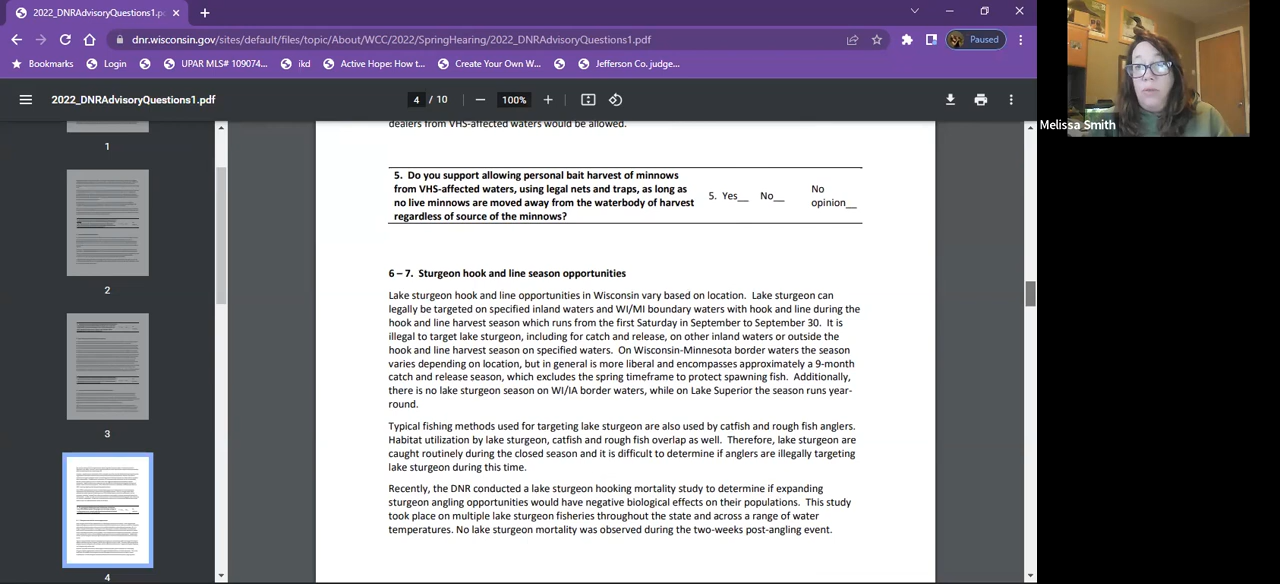 2022_DNRAdvisoryQuestions1.p
dnr.wisconsin.gov/sites/default/files/topic/About/WCC/2022/SpringHearing/2022_DNRAdvisoryQuestions1.pdf
Paused
Bookmarks Login UPAR MLS# 109074... ikd Active Hope: How t... Create Your Own W... Jefferson Co. judge...
2022_DNRAdvisoryQuestions1.pdf
4 / 10
100%
Melissa Smith
1
2
3
4
dealers from VHS-affected waters would be allowed.
5. Do you support allowing personal bait harvest of minnows
from VHS-affected waters, using legal nets and traps, as long as
no live minnows are moved away from the waterbody of harvest
regardless of source of the minnows?
5. Yes__ No__ No
opinion__
6 – 7. Sturgeon hook and line season opportunities
Lake sturgeon hook and line opportunities in Wisconsin vary based on location. Lake sturgeon can
legally be targeted on specified inland waters and WI/MI boundary waters with hook and line during the
hook and line harvest season which runs from the first Saturday in September to September 30. It is
illegal to target lake sturgeon, including for catch and release, on other inland waters or outside the
hook and line harvest season on specified waters. On Wisconsin-Minnesota border waters the season
varies depending on location, but in general is more liberal and encompasses approximately a 9-month
catch and release season, which excludes the spring timeframe to protect spawning fish. Additionally,
there is no lake sturgeon season on WI/IA border waters, while on Lake Superior the season runs year-
round.
Typical fishing methods used for targeting lake sturgeon are also used by catfish and rough fish anglers.
Habitat utilization by lake sturgeon, catfish and rough fish overlap as well. Therefore, lake sturgeon are
caught routinely during the closed season and it is difficult to determine if anglers are illegally targeting
lake sturgeon during this time.
Recently, the DNR conducted a lake sturgeon hooking mortality study to determine if expanding
sturgeon angling opportunities would have negative biological effects on their populations. This study
took place on multiple lake sturgeon fisheries throughout the state and across a range of water
temperatures. No lake sturgeon mortality was observed during the two-weeks post-angling event.